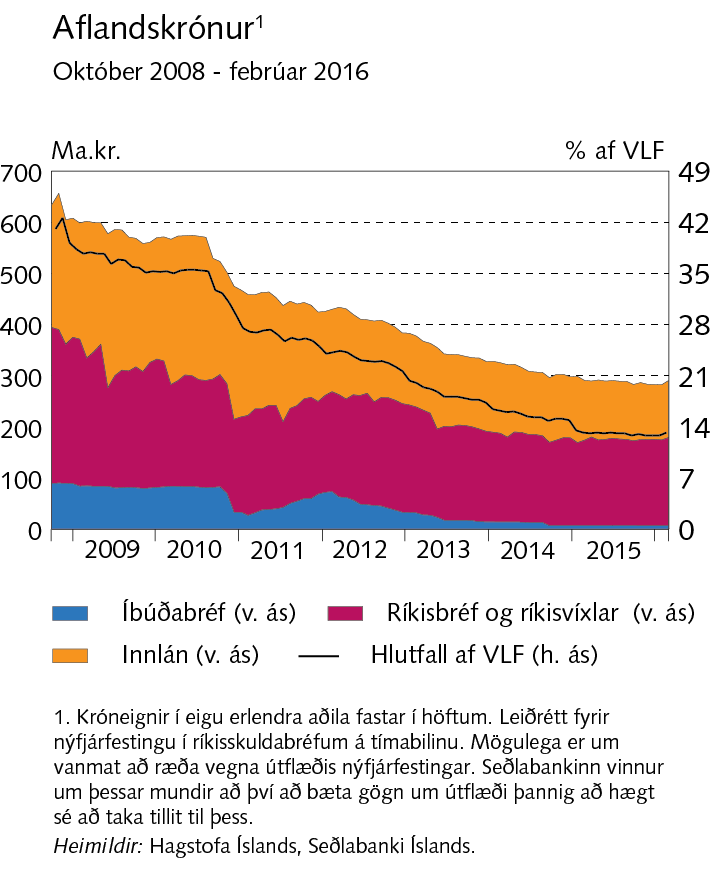 Aflandskrónur¹
Október 2008 - febrúar 2016
Ma.kr. % af VLF
700 49
600 42
500 35
400 28
300 21
200 14
100 7
0 0
2009 2010 2011 2012 2013 2014 2015
Íbúðabréf (v. ás) Ríkisbréf og ríkisvíxlar (v. ás)
Innlán (v. ás) Hlutfall af VLF (h. ás)
1. Króneignir í eigu erlendra aðila fastar í höftum. Leiðrétt fyrir
nýfjárfestingu í ríkisskuldabréfum á tímabilinu. Mögulega er um
vanmat að ræða vegna útflæðis nýfjárfestingar. Seðlabankinn vinnur
um þessar mundir að því að bæta gögn um útflæði þannig að hægt
sé að taka tillit til þess.
Heimildir: Hagstofa Íslands, Seðlabanki Íslands.